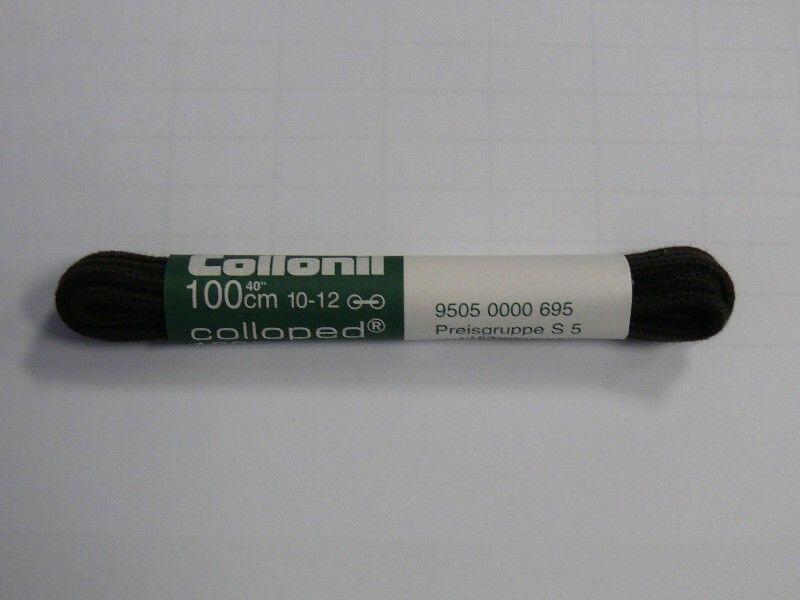 Collonil
100cm 40" 10-12
colloped®
9505 0000 695
Preisgruppe S 5